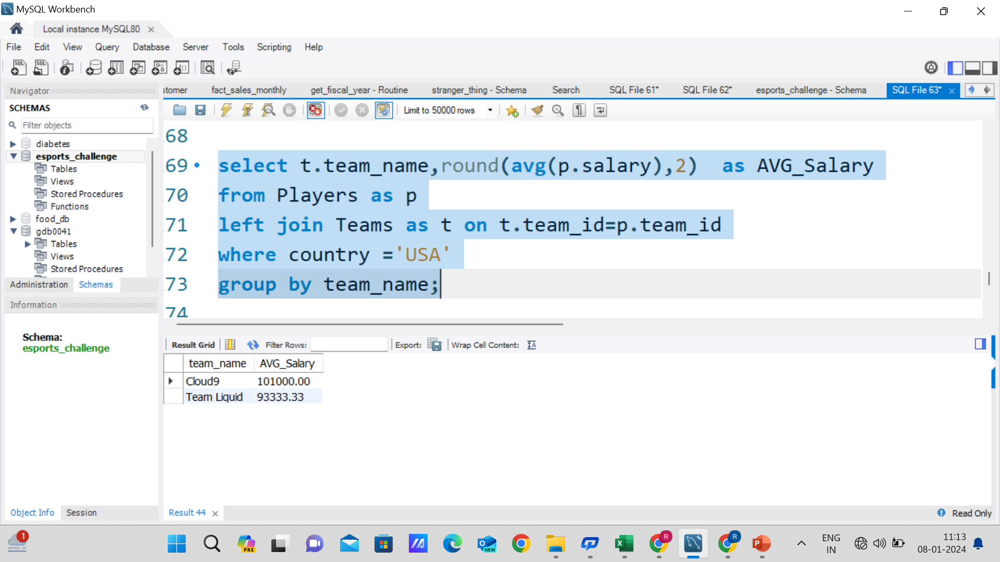 MySQL Workbench
Local instance MySQL80
File Edit View Query Database Server Tools Scripting Help
Navigator
stomer fact_sales_monthly get_fiscal_year - Routine stranger_thing - Schema Search SQL File 61* SQL File 62* esports_challenge - Schema SQL File 63*
SCHEMAS
Limit to 50000 rows
Filter objects
diabetes
esports_challenge
Tables
Views
Stored Procedures
Functions
food_db
gdb0041
Tables
Views
Stored Procedures
Administration Schemas
68
69 select t.team_name,round(avg(p.salary),2)  as AVG_Salary
70 from Players as p
71 left join Teams as t on t.team_id=p.team_id
72 where country ='USA'
73 group by team_name;
74
Information
Schema:
esports_challenge
Result Grid Filter Rows: Export: Wrap Cell Content:
team_name AVG_Salary
Cloud9 101000.00
Team Liquid 93333.33
Object Info Session
Result 44 Read Only
1
PRE
NEW
R
R
ENG
IN
11:13
08-01-2024